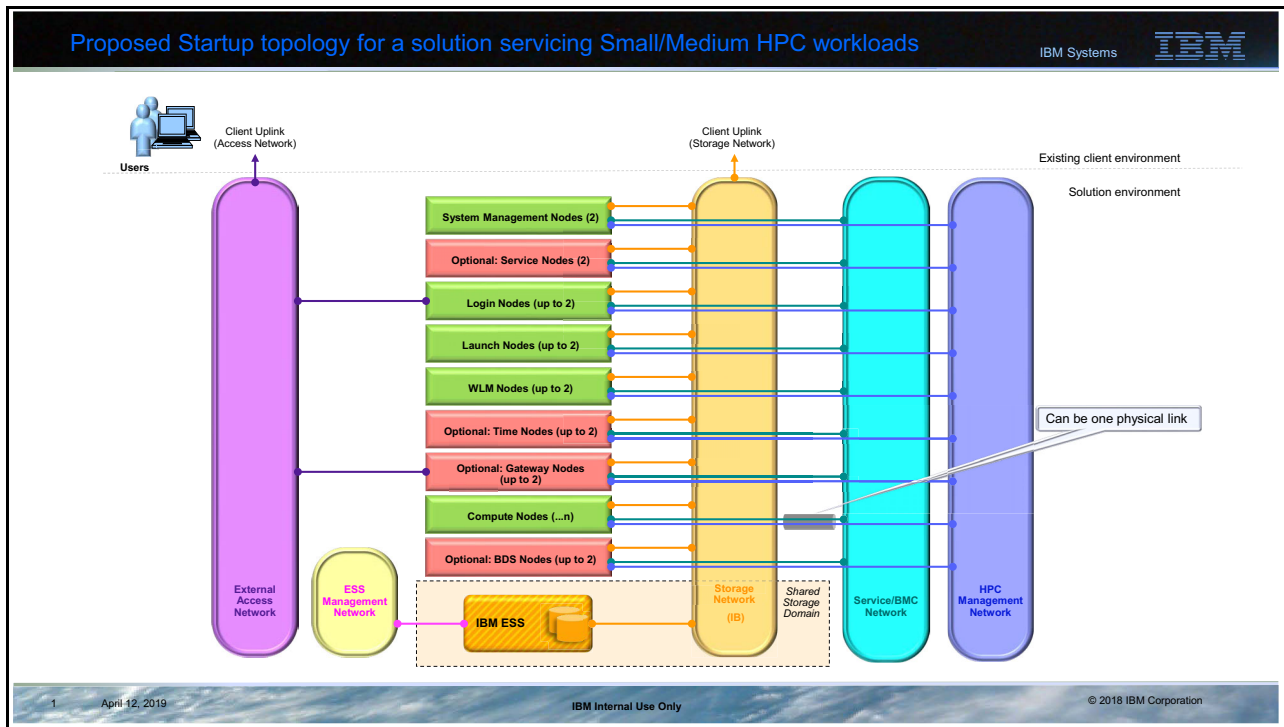 Proposed Startup topology for a solution servicing Small/Medium HPC workloads
IBM Systems
IBM
Users
Client Uplink
(Access Network)
Client Uplink
(Storage Network)
Existing client environment
Solution environment
System Management Nodes (2)
Optional: Service Nodes (2)
Login Nodes (up to 2)
Launch Nodes (up to 2)
WLM Nodes (up to 2)
Optional: Time Nodes (up to 2)
Optional: Gateway Nodes
(up to 2)
Compute Nodes (...n)
Optional: BDS Nodes (up to 2)
Can be one physical link
External
Access
Network
ESS
Management
Network
IBM ESS
Storage
Network
(IB)
Shared
Storage
Domain
Service/BMC
Network
HPC
Management
Network
1
April 12, 2019
IBM Internal Use Only
© 2018 IBM Corporation